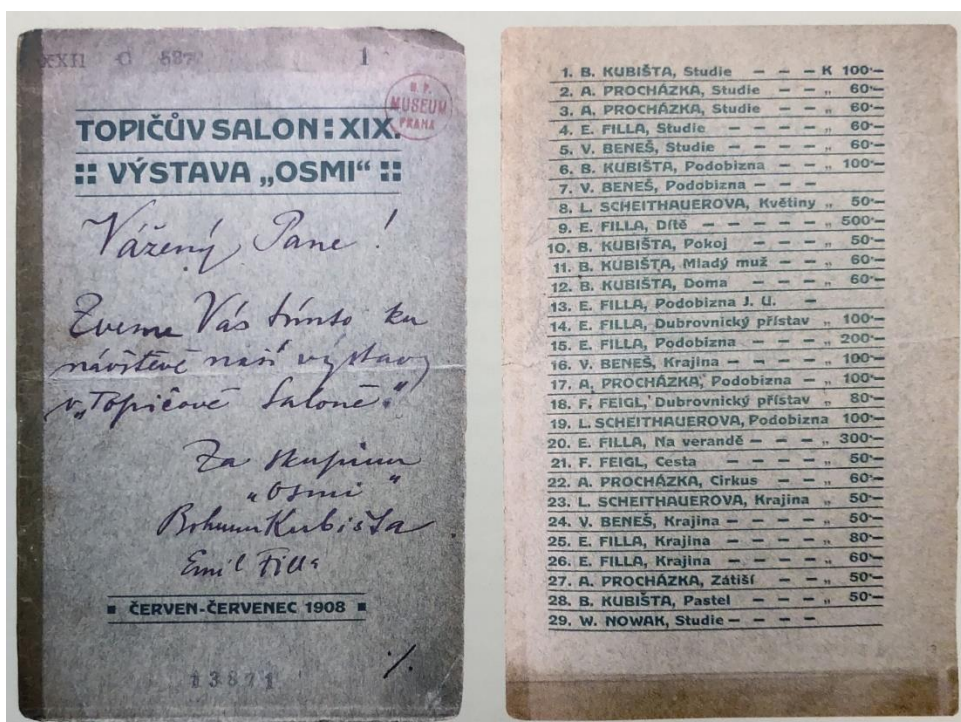 XXII C 587
1
U. P.
MUSEUM
PRAHA
TOPIČŮV SALON : XIX.
:: VÝSTAVA „OSMI“ ::
Vážený Pane!
Zveme Vás tímto ku
návštěvě naší výstavy
v „Topičově Saloně“.
Za skupinu
„Osmi“
Bohumil Kubišta
Emil Filla
ČERVEN-ČERVENEC 1908
13871
1. B. KUBIŠTA, Studie — — — K 100·—
2. A. PROCHÁZKA, Studie — — „ 60·—
3. A. PROCHÁZKA, Studie — — „ 60·—
4. E. FILLA, Studie — — — — „ 60·—
5. V. BENEŠ, Studie — — — — „ 60·—
6. B. KUBIŠTA, Podobizna — — „ 100·—
7. V. BENEŠ, Podobizna — — —
8. L. SCHEITHAUEROVA, Květiny „ 50·—
9. E. FILLA, Dítě — — — — — „ 500·—
10. B. KUBIŠTA, Pokoj — — — „ 50·—
11. B. KUBIŠTA, Mladý muž — — „ 60·—
12. B. KUBIŠTA, Doma — — — „ 60·—
13. E. FILLA, Podobizna J. U. —
14. E. FILLA, Dubrovnický přístav „ 100·—
15. E. FILLA, Podobizna — — — „ 200·—
16. V. BENEŠ, Krajina — — — „ 100·—
17. A. PROCHÁZKA, Podobizna — „ 100·—
18. F. FEIGL, Dubrovnický přístav „ 80·—
19. L. SCHEITHAUEROVA, Podobizna 100·—
20. E. FILLA, Na verandě — — — „ 300·—
21. F. FEIGL, Cesta — — — — „ 50·—
22. A. PROCHÁZKA, Cirkus — — „ 60·—
23. L. SCHEITHAUEROVA, Krajina „ 50·—
24. V. BENEŠ, Krajina — — — — „ 50·—
25. E. FILLA, Krajina — — — — „ 80·—
26. E. FILLA, Krajina — — — — „ 60·—
27. A. PROCHÁZKA, Zátiší — — „ 50·—
28. B. KUBIŠTA, Pastel — — — „ 50·—
29. W. NOWAK, Studie — — — —